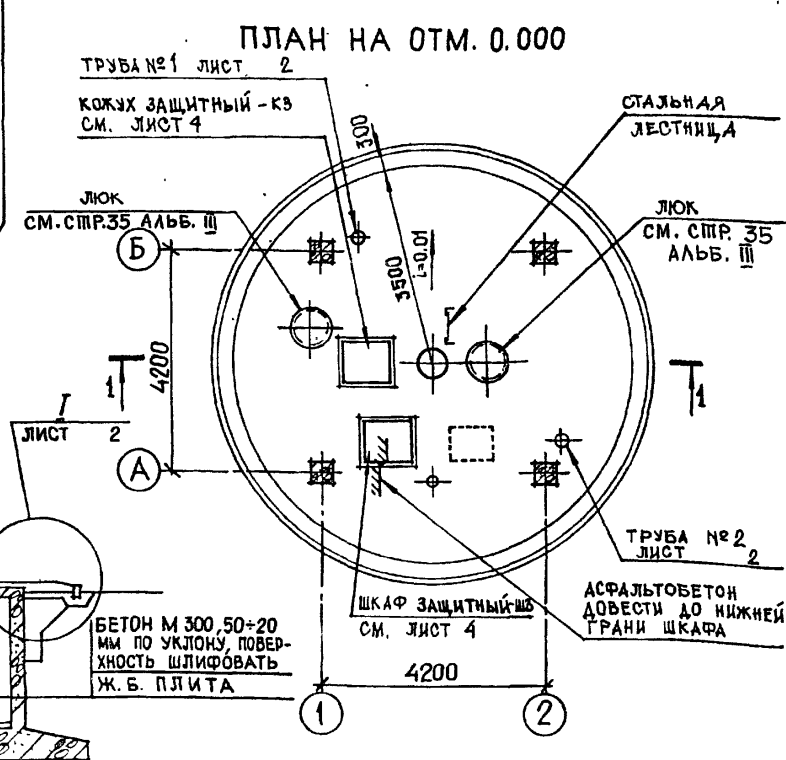 ПЛАН НА ОТМ. 0.000
ТРУБА №1 ЛИСТ 2
КОЖУХ ЗАЩИТНЫЙ-КЗ
СМ. ЛИСТ 4
СТАЛЬНАЯ
ЛЕСТНИЦА
300
ЛЮК
СМ. СТР. 35 АЛЬБ. III
ЛЮК
СМ. СТР. 35
АЛЬБ. III
Б
3500
i=0.01
4200
1
1
I
ЛИСТ 2
А
ТРУБА №2
ЛИСТ 2
ШКАФ ЗАЩИТНЫЙ-ШЗ
СМ. ЛИСТ 4
АСФАЛЬТОБЕТОН
ДОВЕСТИ ДО НИЖНЕЙ
ГРАНИ ШКАФА
БЕТОН М 300, 50÷20
ММ ПО УКЛОНУ, ПОВЕР-
ХНОСТЬ ШЛИФОВАТЬ
Ж.Б. ПЛИТА
4200
1
2